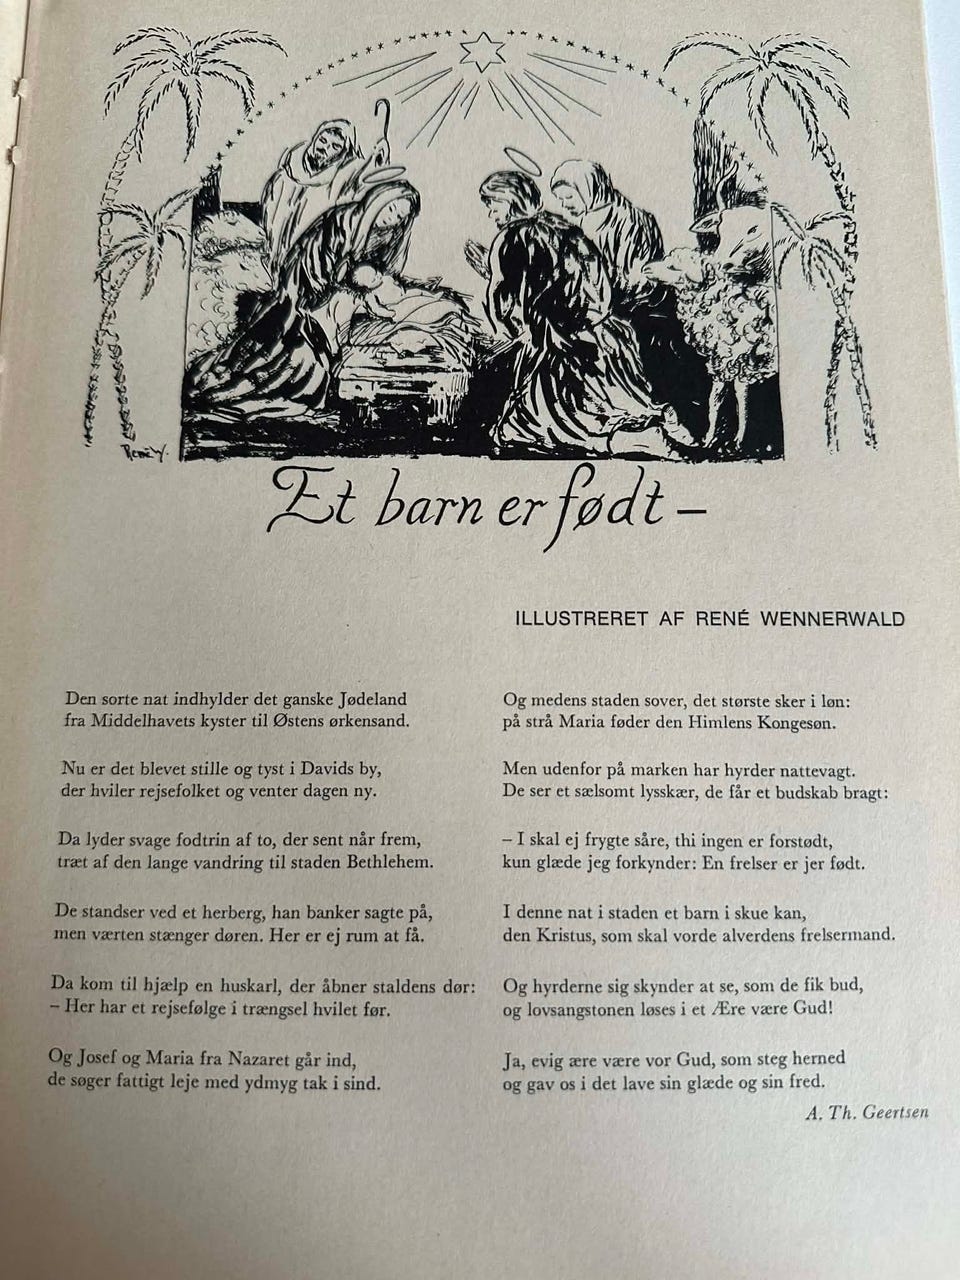 René W.
Et barn er født –
ILLUSTRERET AF RENÉ WENNERWALD
Den sorte nat indhylder det ganske Jødeland
fra Middelhavets kyster til Østens ørkensand.
Nu er det blevet stille og tyst i Davids by,
der hviler rejsefolket og venter dagen ny.
Da lyder svage fodtrin af to, der sent når frem,
træt af den lange vandring til staden Bethlehem.
De standser ved et herberg, han banker sagte på,
men værten stænger døren. Her er ej rum at få.
Da kom til hjælp en huskarl, der åbner staldens dør:
– Her har et rejsefølge i trængsel hvilet før.
Og Josef og Maria fra Nazaret går ind,
de søger fattigt leje med ydmyg tak i sind.
Og medens staden sover, det største sker i løn:
på strå Maria føder den Himlens Kongesøn.
Men udenfor på marken har hyrder nattevagt.
De ser et sælsomt lysskær, de får et budskab bragt:
– I skal ej frygte såre, thi ingen er forstødt,
kun glæde jeg forkynder: En frelser er jer født.
I denne nat i staden et barn i skue kan,
den Kristus, som skal vorde alverdens frelsermand.
Og hyrderne sig skynder at se, som de fik bud,
og lovsangstonen løses i et Ære være Gud!
Ja, evig ære være vor Gud, som steg herned
og gav os i det lave sin glæde og sin fred.
A. Th. Geertsen